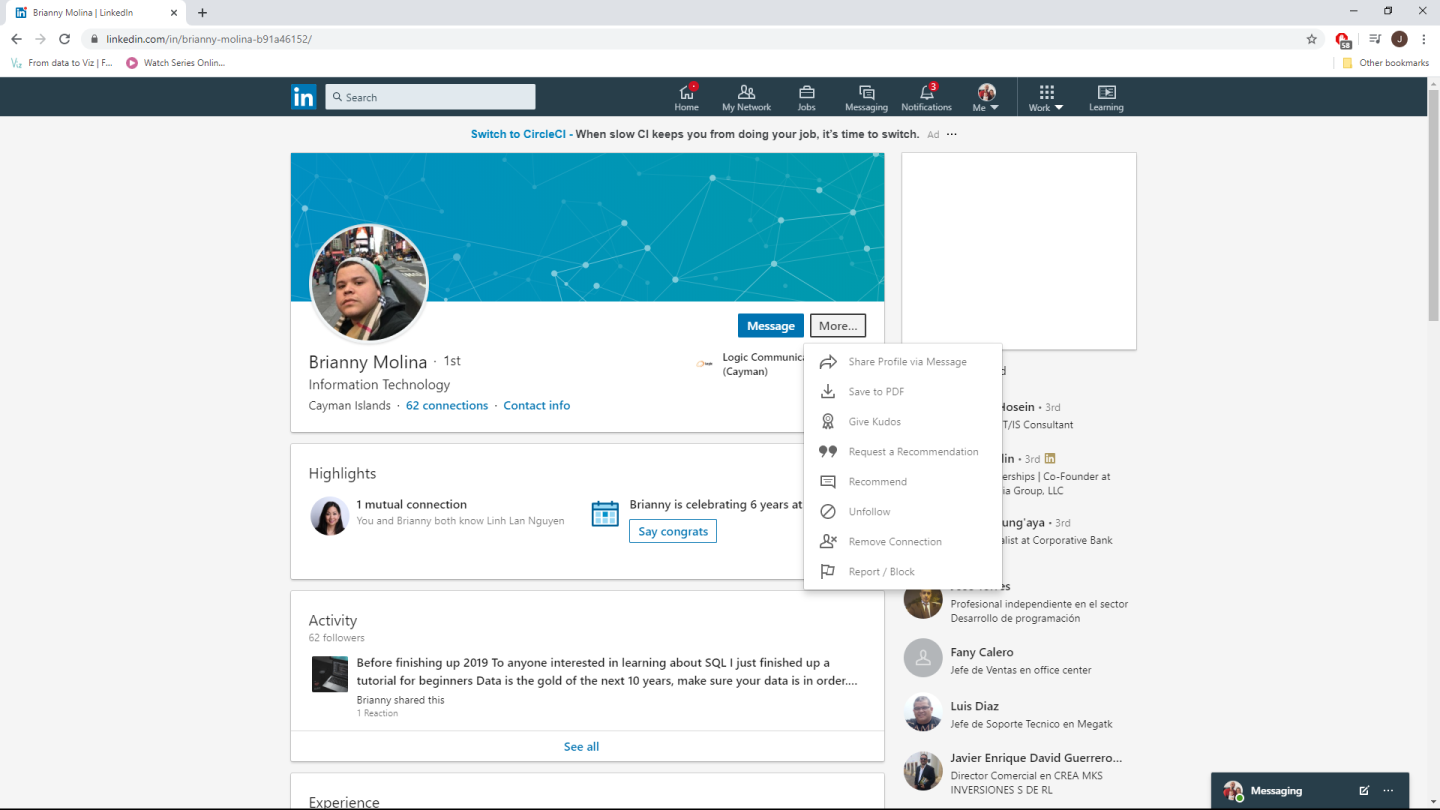 Brianny Molina | LinkedIn
linkedin.com/in/brianny-molina-b91a46152/
58
J
From data to Viz | F...
Watch Series Onlin...
Other bookmarks
in
Search
Home
My Network
Jobs
Messaging
3
Notifications
Me
Work
Learning
Switch to CircleCI - When slow CI keeps you from doing your job, it's time to switch. Ad ...
Message
More...
Brianny Molina · 1st
Information Technology
Cayman Islands · 62 connections · Contact info
Logic Communica
(Cayman)
Share Profile via Message
Save to PDF
Give Kudos
Request a Recommendation
Recommend
Unfollow
Remove Connection
Report / Block
Highlights
1 mutual connection
You and Brianny both know Linh Lan Nguyen
Brianny is celebrating 6 years at
Say congrats
Activity
62 followers
Before finishing up 2019 To anyone interested in learning about SQL I just finished up a
tutorial for beginners Data is the gold of the next 10 years, make sure your data is in order....
Brianny shared this
1 Reaction
See all
Experience
d
Hosein • 3rd
T/IS Consultant
lin • 3rd in
erships | Co-Founder at
ia Group, LLC
ung'aya • 3rd
alist at Corporative Bank
Profesional independiente en el sector
Desarrollo de programación
Fany Calero
Jefe de Ventas en office center
Luis Diaz
Jefe de Soporte Tecnico en Megatk
Javier Enrique David Guerrero...
Director Comercial en CREA MKS
INVERSIONES S DE RL
Messaging